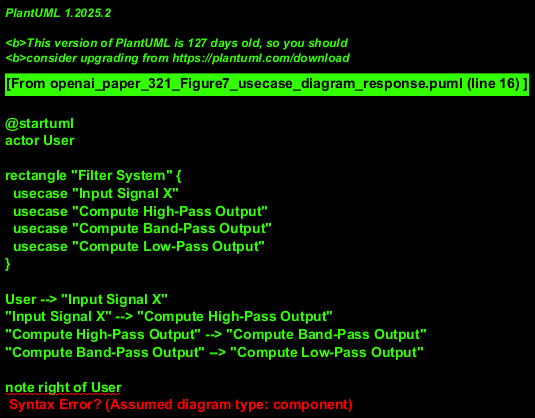 PlantUML 1.2025.2
<b>This version of PlantUML is 127 days old, so you should
<b>consider upgrading from https://plantuml.com/download
[From openai_paper_321_Figure7_usecase_diagram_response.puml (line 16) ]
@startuml
actor User
rectangle "Filter System" {
  usecase "Input Signal X"
  usecase "Compute High-Pass Output"
  usecase "Compute Band-Pass Output"
  usecase "Compute Low-Pass Output"
}
User --> "Input Signal X"
"Input Signal X" --> "Compute High-Pass Output"
"Compute High-Pass Output" --> "Compute Band-Pass Output"
"Compute Band-Pass Output" --> "Compute Low-Pass Output"
note right of User
Syntax Error? (Assumed diagram type: component)